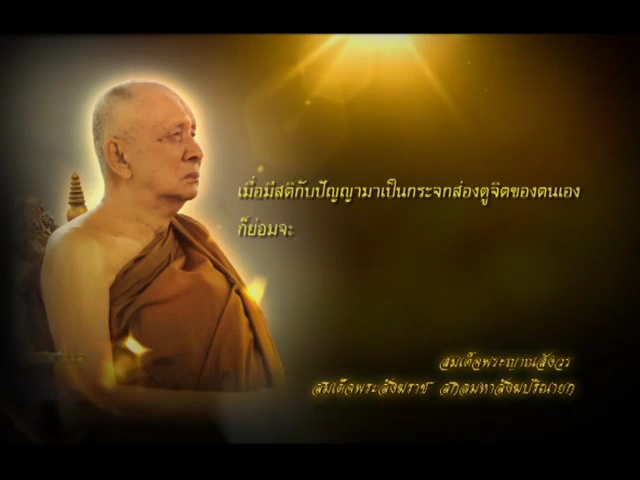 เมื่อมีสติกับปัญญามาเป็นกระจกส่องดูจิตของตนเอง
ก็ย่อมจะ
สมเด็จพระญาณสังวร
สมเด็จพระสังฆราช สกลมหาสังฆปริณายก